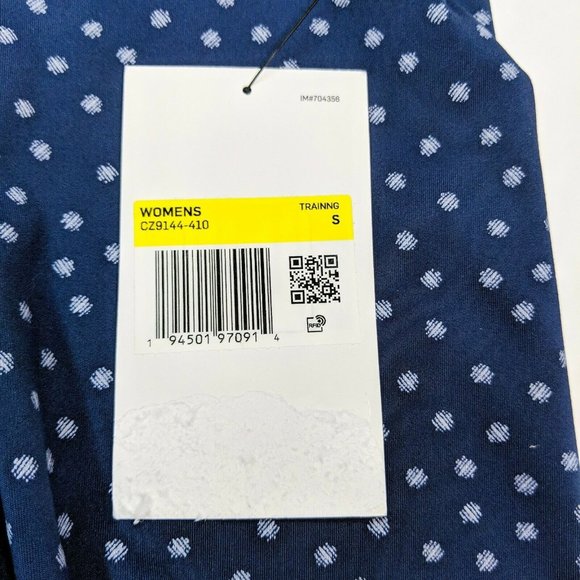 IM#704356
WOMENS TRAINNG
CZ9144-410 S
1 94501 97091 4
RFID